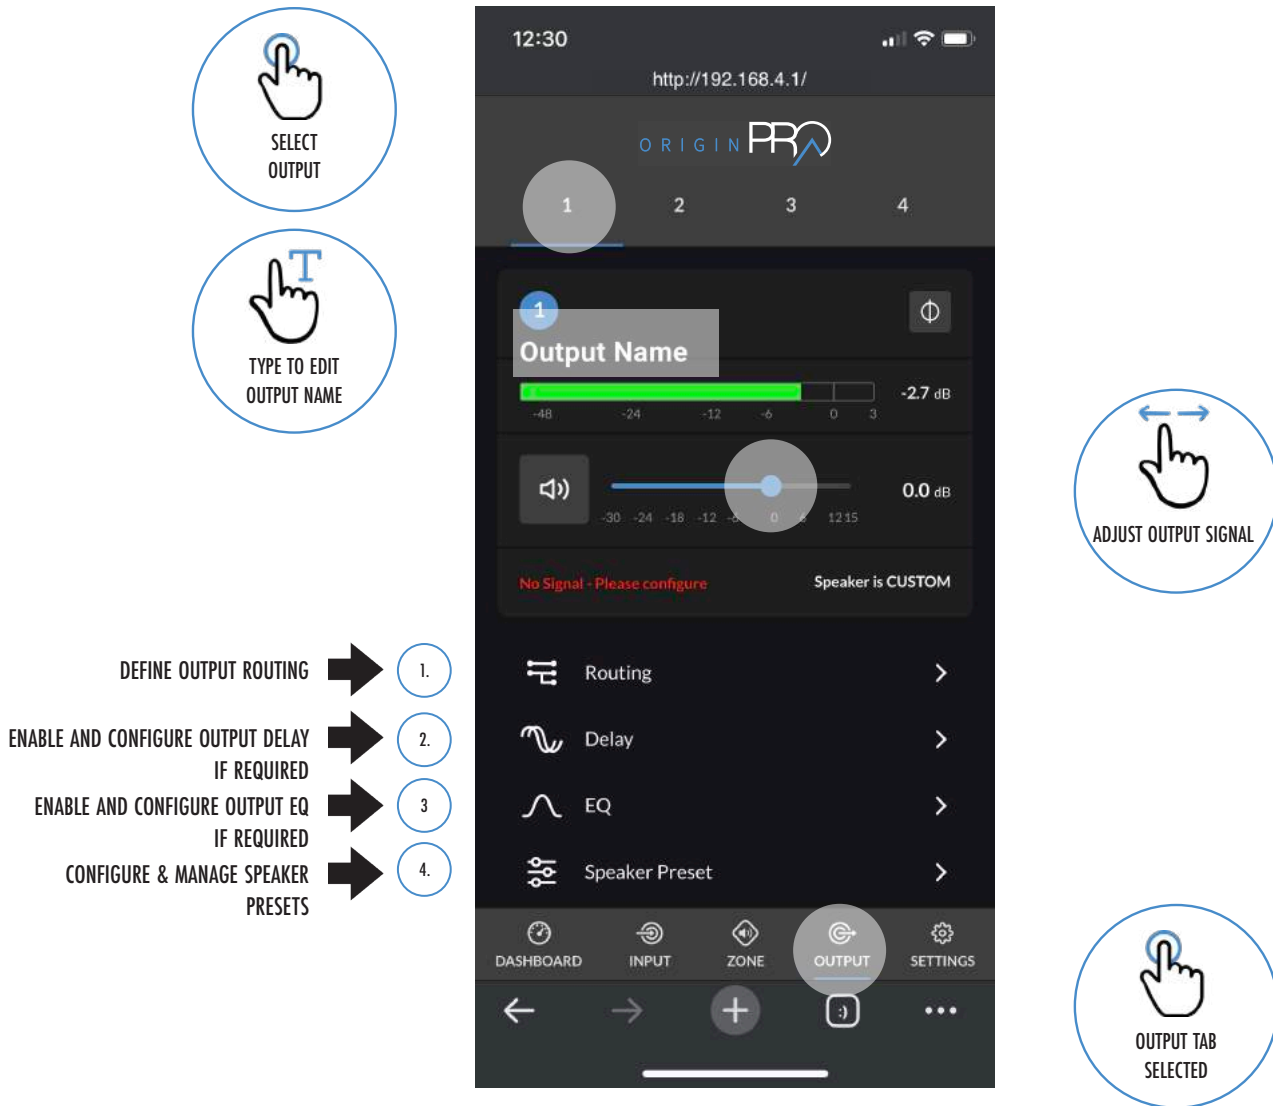 SELECT
OUTPUT
T
TYPE TO EDIT
OUTPUT NAME
12:30
http://192.168.4.1/
ORIGIN PRO
1 2 3 4
1
Output Name
-2.7 dB
-48 -24 -12 -6 0 3
0.0 dB
-30 -24 -18 -12 -6 0 6 12 15
No Signal - Please configure Speaker is CUSTOM
ADJUST OUTPUT SIGNAL
DEFINE OUTPUT ROUTING 1. Routing
ENABLE AND CONFIGURE OUTPUT DELAY 2. Delay
IF REQUIRED
ENABLE AND CONFIGURE OUTPUT EQ 3 EQ
IF REQUIRED
CONFIGURE & MANAGE SPEAKER 4. Speaker Preset
PRESETS
DASHBOARD INPUT ZONE OUTPUT SETTINGS
:)
OUTPUT TAB
SELECTED